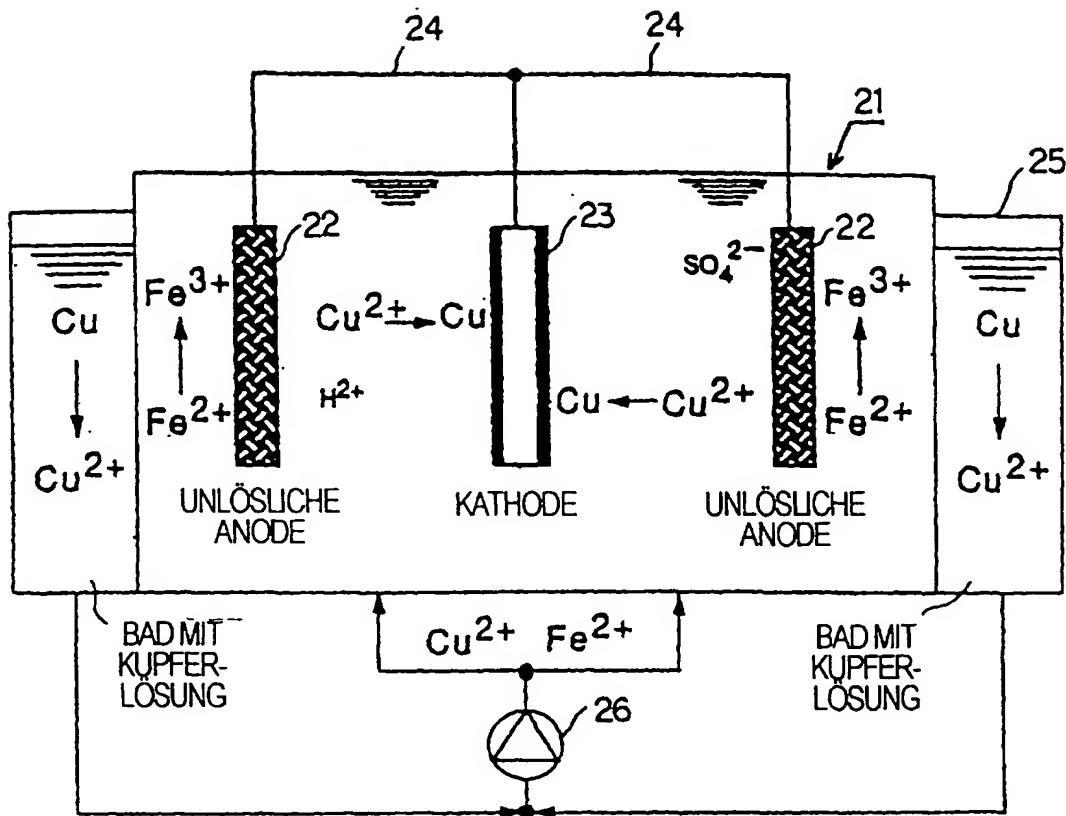 24
24
21
25
22
23
SO₄²⁻
22
Fe³⁺
Cu
Cu²⁺
Cu
Fe³⁺
Cu
Fe²⁺
H²⁺
Cu
Cu²⁺
Fe²⁺
Cu²⁺
Cu²⁺
UNLÖSLICHE
ANODE
KATHODE
UNLÖSLICHE
ANODE
BAD MIT
KUPFER-
LÖSUNG
Cu²⁺
Fe²⁺
BAD MIT
KUPFER-
LÖSUNG
26